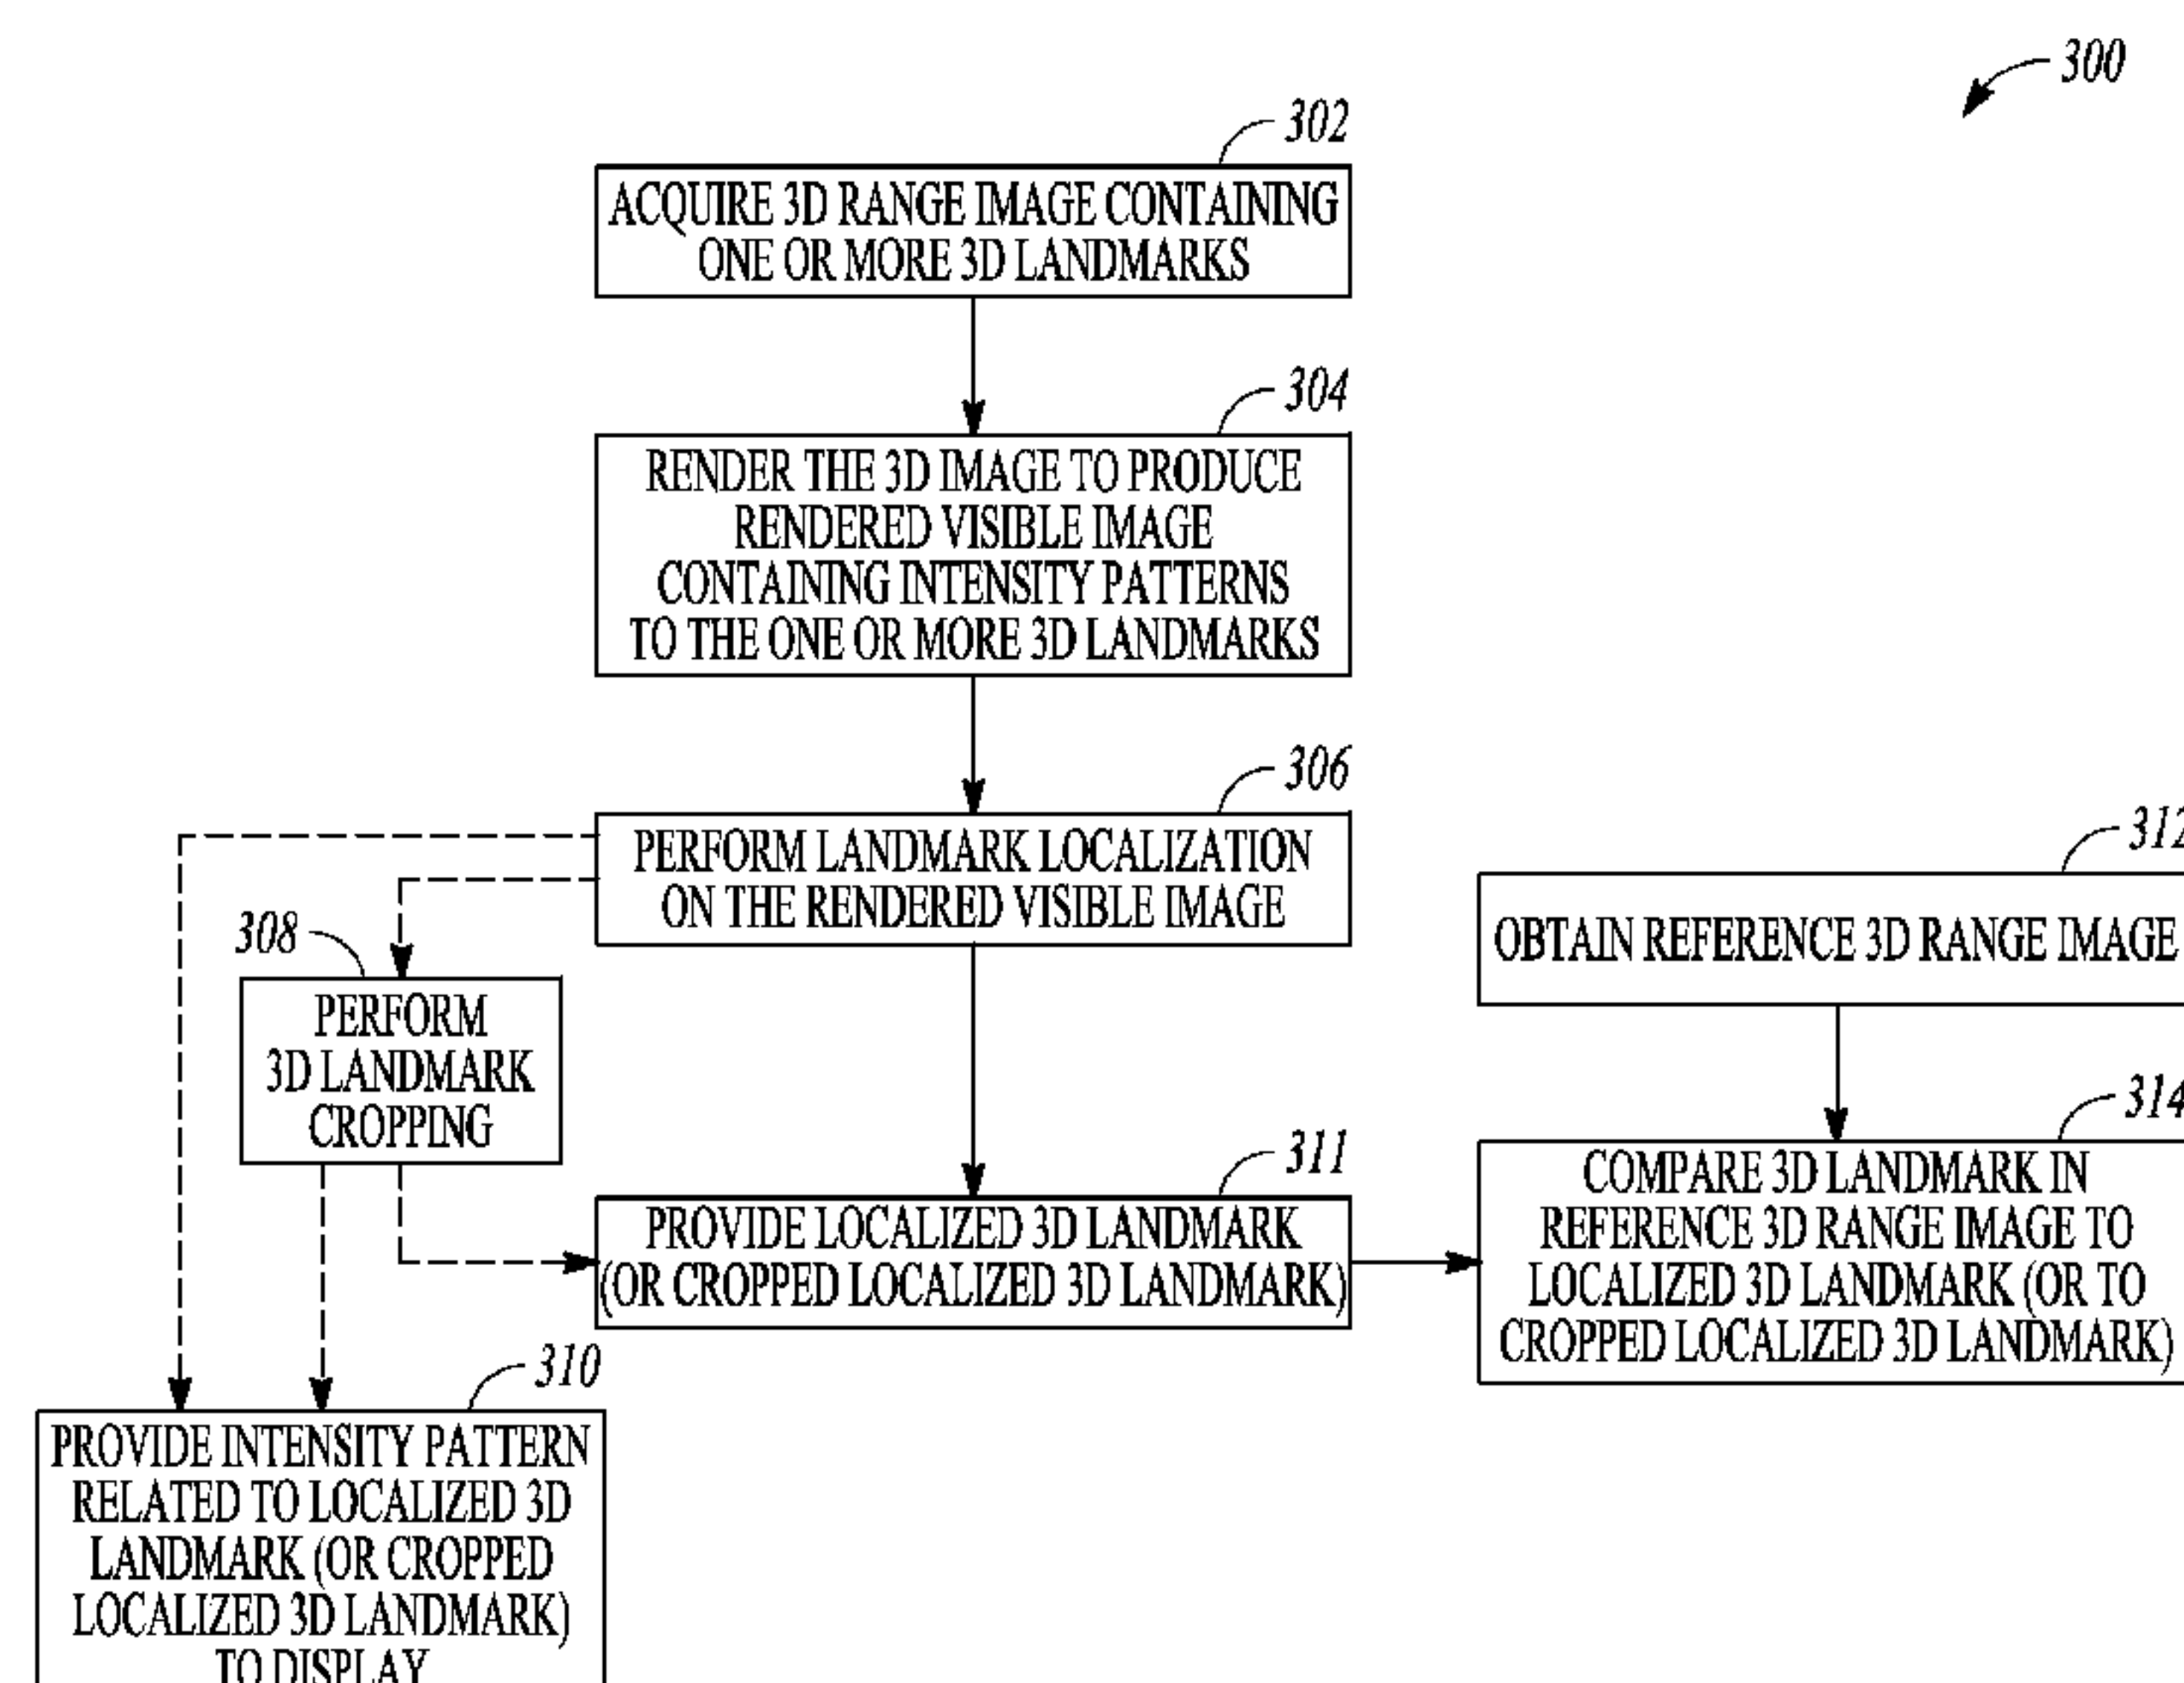 300
302
ACQUIRE 3D RANGE IMAGE CONTAINING
ONE OR MORE 3D LANDMARKS
304
RENDER THE 3D IMAGE TO PRODUCE
RENDERED VISIBLE IMAGE
CONTAINING INTENSITY PATTERNS
TO THE ONE OR MORE 3D LANDMARKS
306
PERFORM LANDMARK LOCALIZATION
ON THE RENDERED VISIBLE IMAGE
308
PERFORM
3D LANDMARK
CROPPING
310
PROVIDE INTENSITY PATTERN
RELATED TO LOCALIZED 3D
LANDMARK (OR CROPPED
LOCALIZED 3D LANDMARK)
TO DISPLAY
311
PROVIDE LOCALIZED 3D LANDMARK
(OR CROPPED LOCALIZED 3D LANDMARK)
312
OBTAIN REFERENCE 3D RANGE IMAGE
314
COMPARE 3D LANDMARK IN
REFERENCE 3D RANGE IMAGE TO
LOCALIZED 3D LANDMARK (OR TO
CROPPED LOCALIZED 3D LANDMARK)